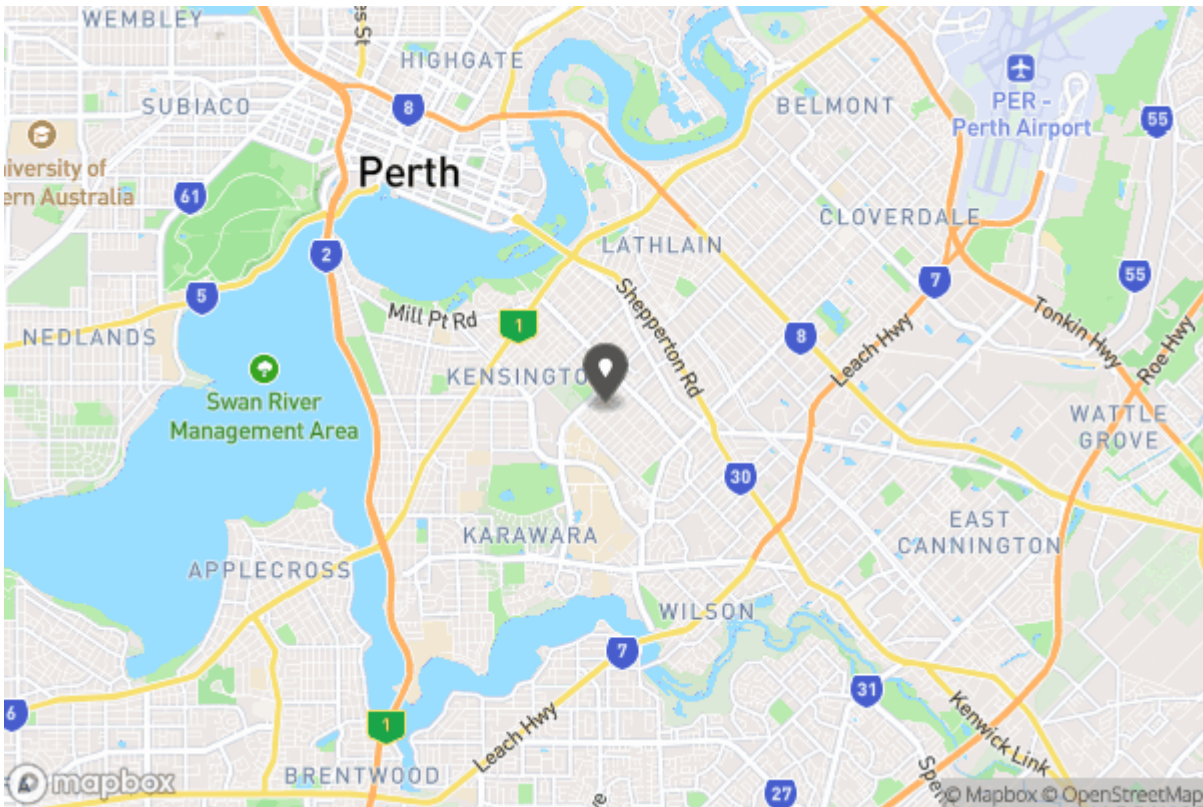 WEMBLEY
HIGHGATE
SUBIACO
8
BELMONT
PER -
Perth Airport
55
iversity of
ern Australia
Perth
61
CLOVERDALE
LATHLAIN
2
5
7
55
Mill Pt Rd
1
Shepperton Rd
8
Leach Hwy
Tonkin Hwy
Roe Hwy
NEDLANDS
KENSINGTO
Swan River
Management Area
WATTLE
GROVE
30
KARAWARA
EAST
CANNINGTON
APPLECROSS
WILSON
7
31
6
1
Leach Hwy
Kenwick Link
BRENTWOOD
27
Spe
mapbox
© Mapbox © OpenStreetMap